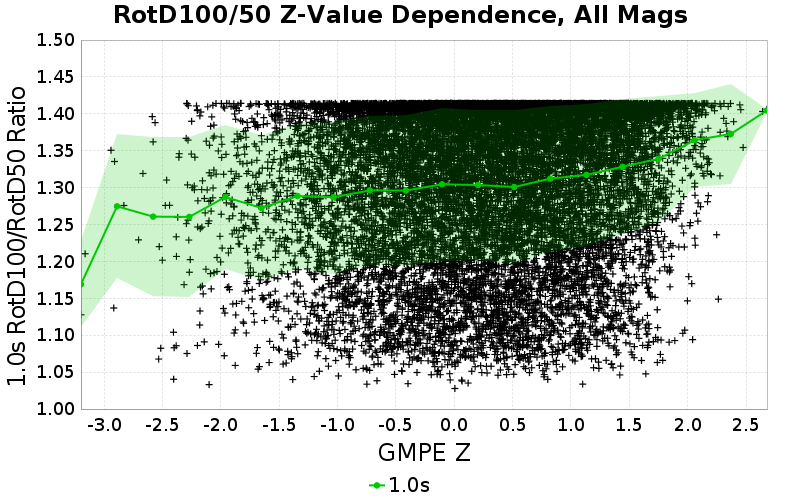 RotD100/50 Z-Value Dependence, All Mags
1.50
1.45
1.40
1.35
1.30
1.25
1.20
1.15
1.10
1.05
1.00
1.0s RotD100/RotD50 Ratio
-3.0 -2.5 -2.0 -1.5 -1.0 -0.5 0.0 0.5 1.0 1.5 2.0 2.5
GMPE Z
1.0s